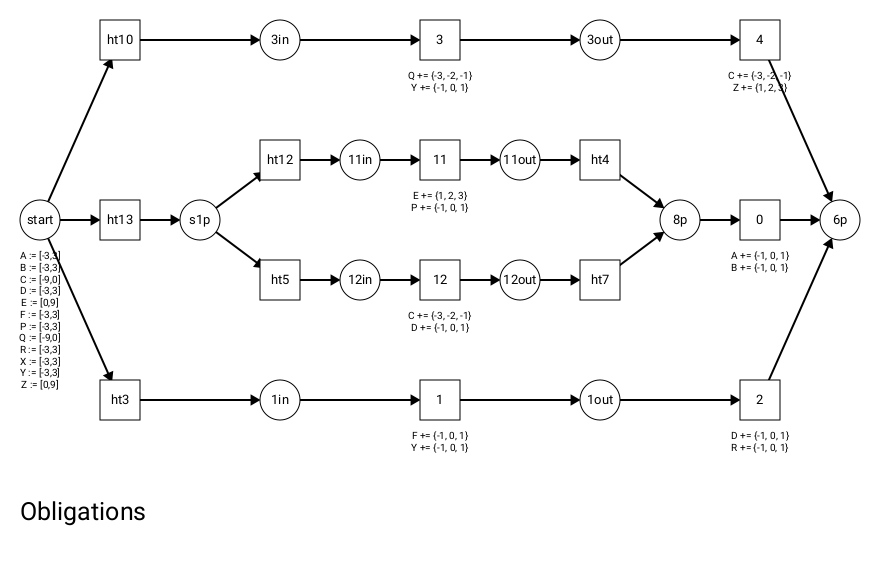 ht10
3in
3
3out
4
Q += {-3, -2, -1}
Y += {-1, 0, 1}
C += {-3, -2, -1}
Z += {1, 2, 3}
ht12
11in
11
11out
ht4
E += {1, 2, 3}
P += {-1, 0, 1}
start
ht13
s1p
8p
0
6p
A := [-3,3]
B := [-3,3]
C := [-9,0]
D := [-3,3]
E := [0,9]
F := [-3,3]
P := [-3,3]
Q := [-9,0]
R := [-3,3]
X := [-3,3]
Y := [-3,3]
Z := [0,9]
A += {-1, 0, 1}
B += {-1, 0, 1}
ht5
12in
12
12out
ht7
C += {-3, -2, -1}
D += {-1, 0, 1}
ht3
1in
1
1out
2
F += {-1, 0, 1}
Y += {-1, 0, 1}
D += {-1, 0, 1}
R += {-1, 0, 1}
Obligations